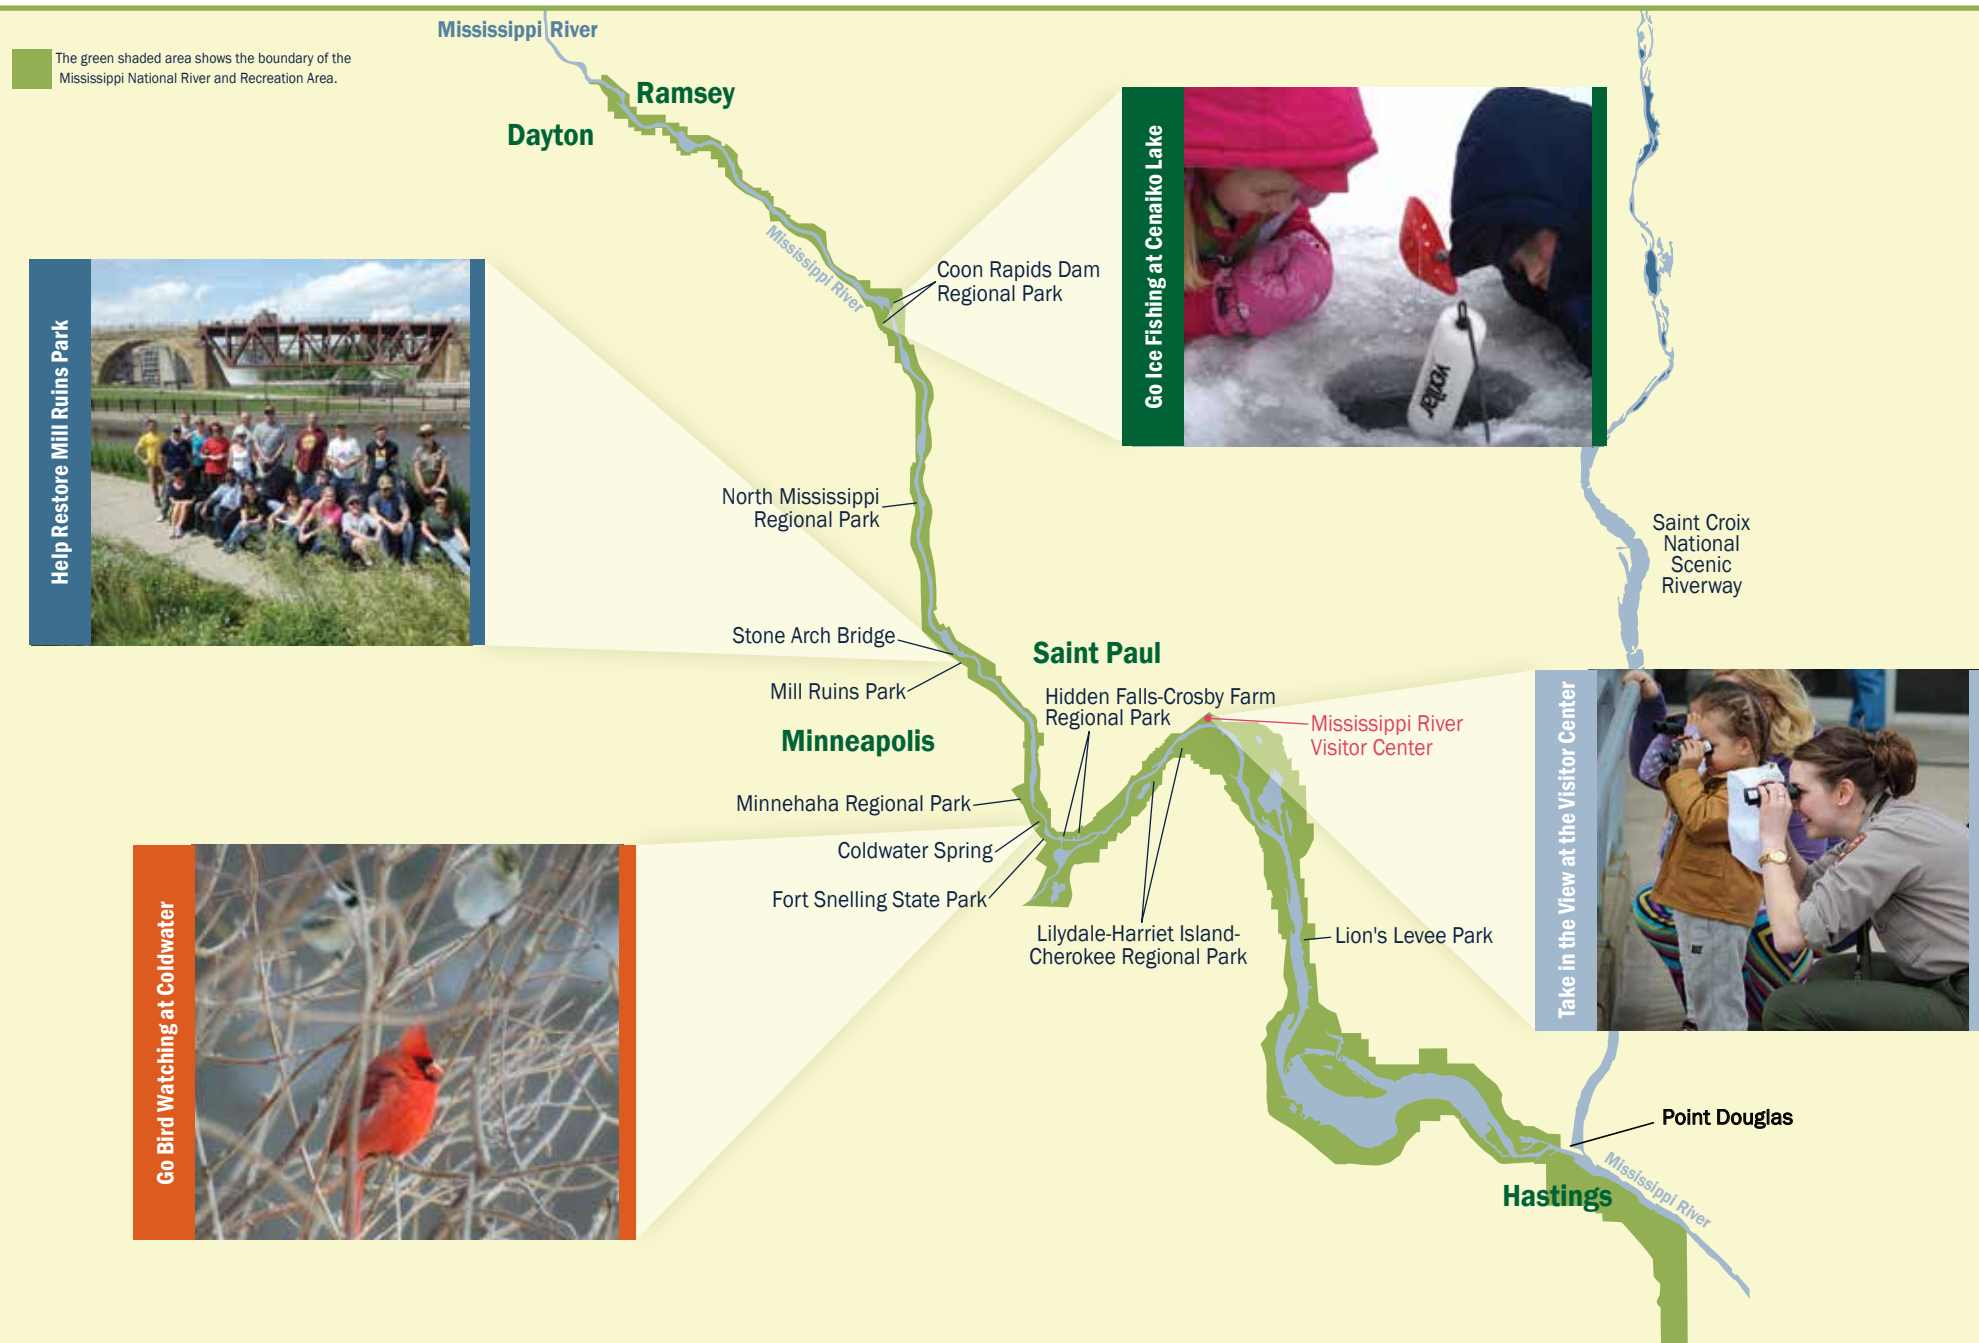 Mississippi River
The green shaded area shows the boundary of the
Mississippi National River and Recreation Area.
Ramsey
Dayton
Mississippi River
Coon Rapids Dam
Regional Park
Go Ice Fishing at Cenaiko Lake
vexilar
Help Restore Mill Ruins Park
North Mississippi
Regional Park
Saint Croix
National
Scenic
Riverway
Stone Arch Bridge
Mill Ruins Park
Saint Paul
Hidden Falls-Crosby Farm
Regional Park
Mississippi River
Visitor Center
Minneapolis
Minnehaha Regional Park
Coldwater Spring
Fort Snelling State Park
Lilydale-Harriet Island-
Cherokee Regional Park
Lion's Levee Park
Take in the View at the Visitor Center
Go Bird Watching at Coldwater
Point Douglas
Mississippi River
Hastings